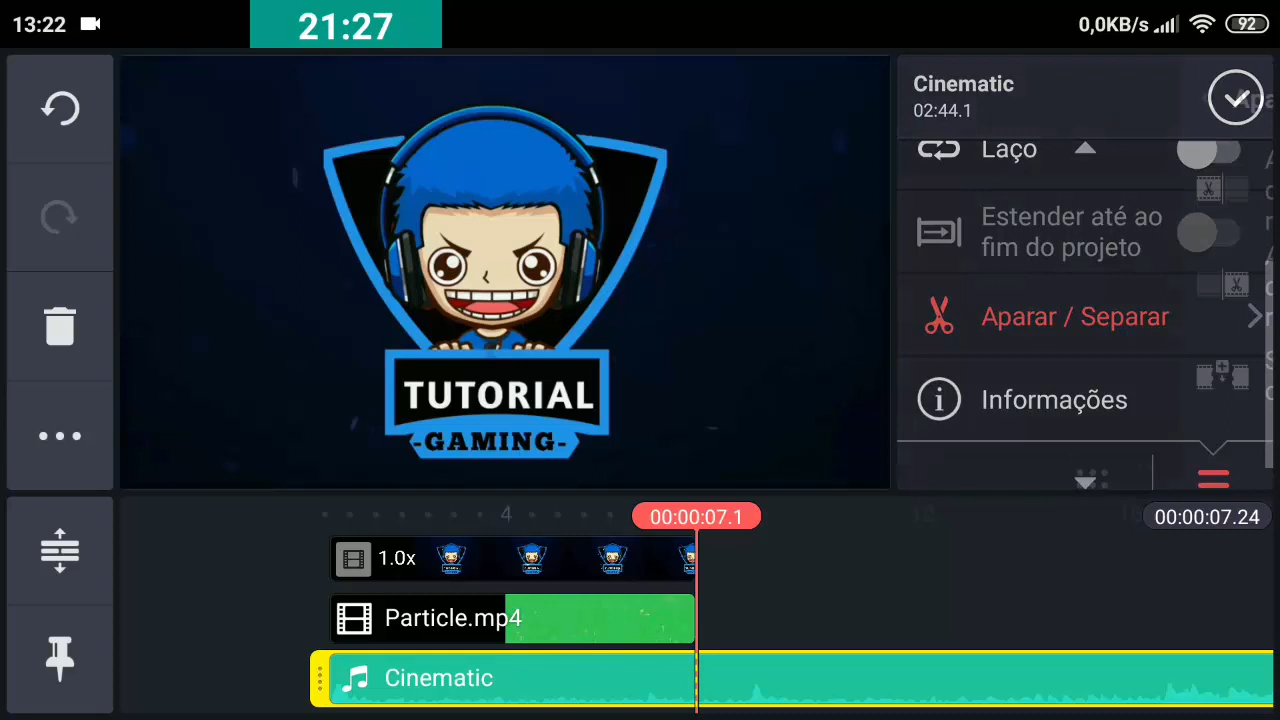 13:22
21:27
0,0KB/s
92
Cinematic
02:44.1
Laço
Estender até ao
fim do projeto
Aparar / Separar
Informações
TUTORIAL
-GAMING-
4
00:00:07.1
00:00:07.24
1.0x
Particle.mp4
Cinematic